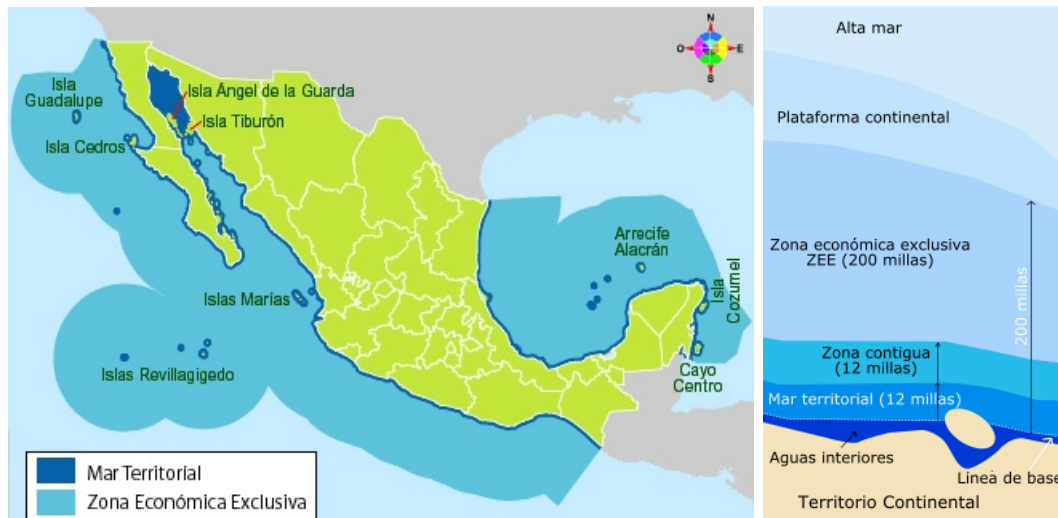 N
O
E
S
Isla
Guadalupe
Isla Ángel de la Guarda
Isla Tiburón
Isla Cedros
Arrecife
Alacrán
Isla
Cozumel
Islas Marías
Cayo
Centro
Islas Revillagigedo
Mar Territorial
Zona Económica Exclusiva
Alta mar
Plataforma continental
Zona económica exclusiva
ZEE (200 millas)
200 millas
Zona contigua
(12 millas)
Mar territorial (12 millas)
Aguas interiores
Línea de base
Territorio Continental